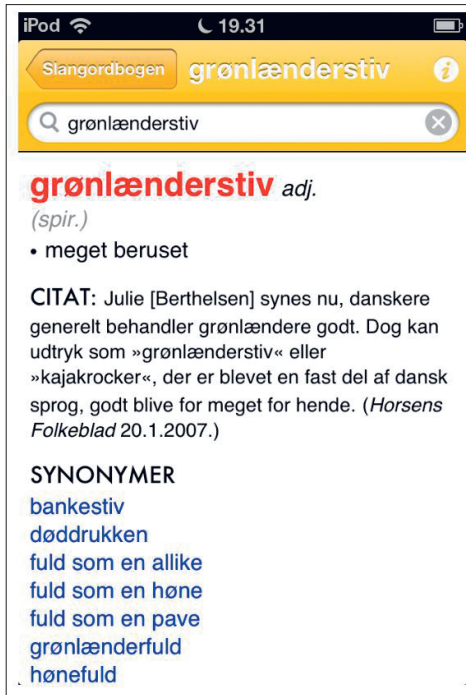 iPod 19.31
Slangordbogen grønlænderstiv i
grønlænderstiv
grønlænderstiv adj.
(spir.)
• meget beruset
CITAT: Julie [Berthelsen] synes nu, danskere
generelt behandler grønlændere godt. Dog kan
udtryk som »grønlænderstiv« eller
»kajakrocker«, der er blevet en fast del af dansk
sprog, godt blive for meget for hende. (Horsens
Folkeblad 20.1.2007.)
SYNONYMER
bankestiv
døddrukken
fuld som en allike
fuld som en høne
fuld som en pave
grønlænderfuld
hønefuld